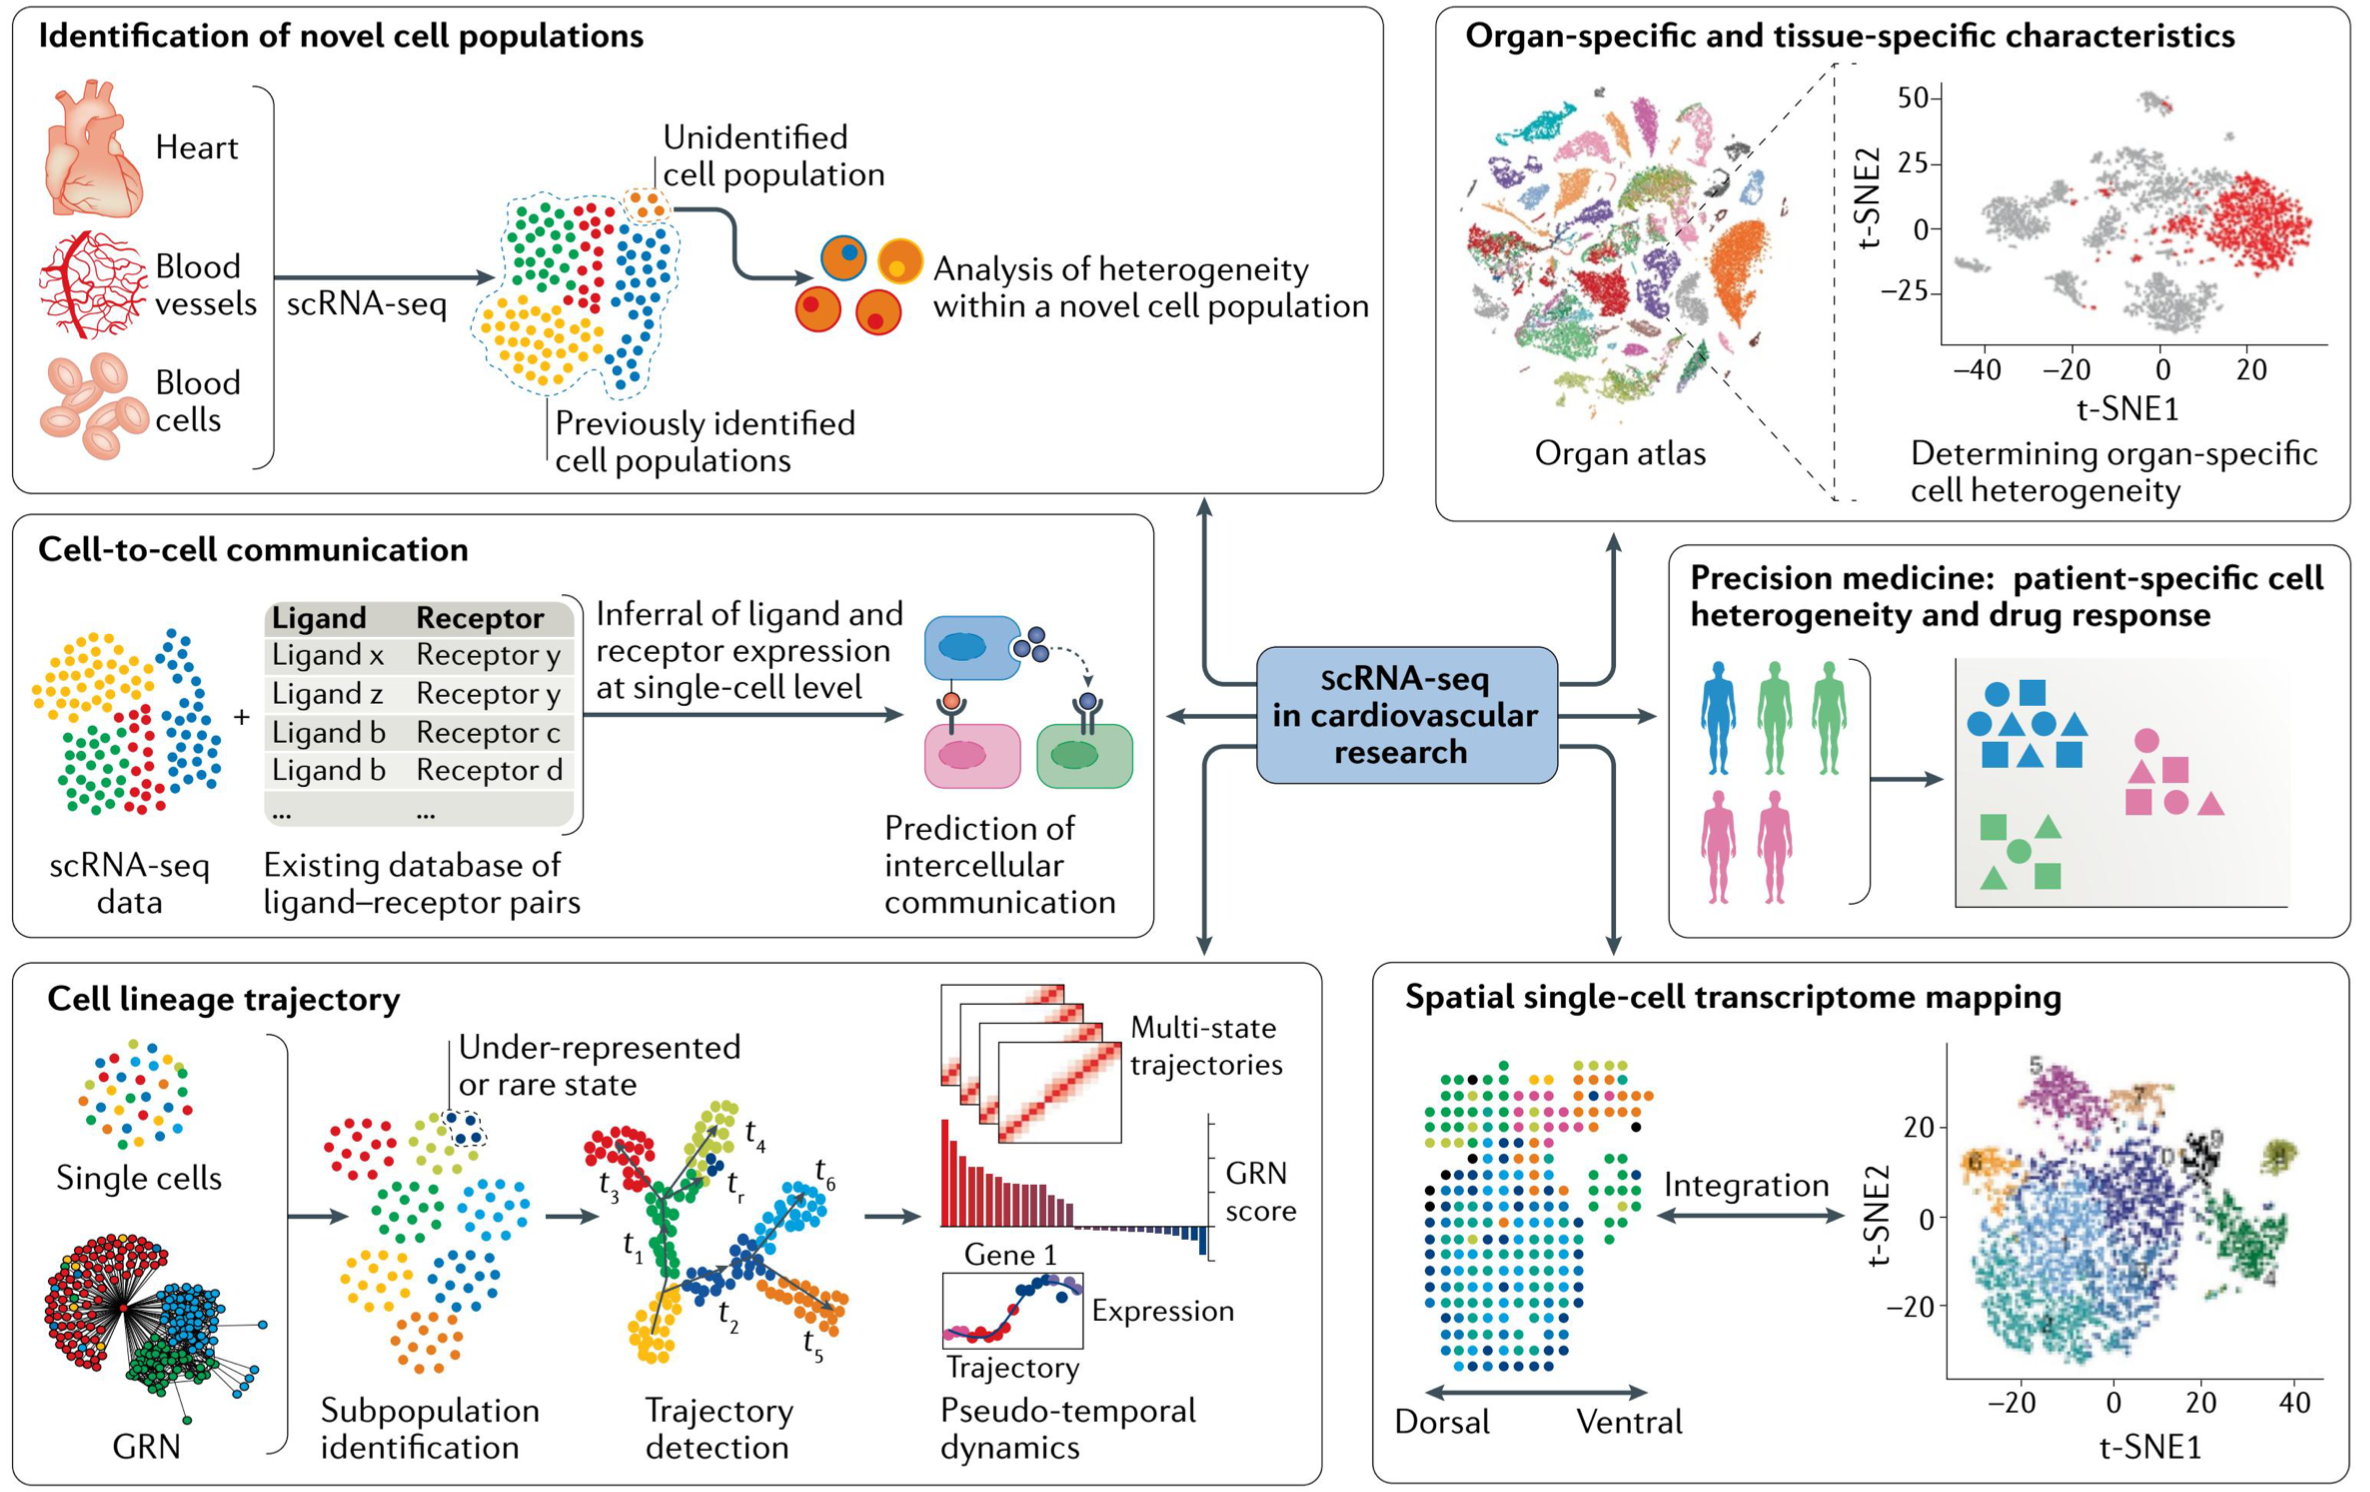 Identification of novel cell populations
Heart
Blood
vessels
Blood
cells
scRNA-seq
Unidentified
cell population
Previously identified
cell populations
Analysis of heterogeneity
within a novel cell population
Organ-specific and tissue-specific characteristics
Organ atlas
t-SNE2
50
25
0
−25
−40 −20 0 20
t-SNE1
Determining organ-specific
cell heterogeneity
Cell-to-cell communication
scRNA-seq
data
+
Ligand Receptor
Ligand x Receptor y
Ligand z Receptor y
Ligand b Receptor c
Ligand b Receptor d
... ...
Existing database of
ligand–receptor pairs
Inferral of ligand and
receptor expression
at single-cell level
Prediction of
intercellular
communication
scRNA-seq
in cardiovascular
research
Precision medicine: patient-specific cell
heterogeneity and drug response
Cell lineage trajectory
Single cells
GRN
Under-represented
or rare state
Subpopulation
identification
t4
tr
t3
t6
t1
t2
t5
Trajectory
detection
Multi-state
trajectories
GRN
score
Gene 1
Expression
Trajectory
Pseudo-temporal
dynamics
Spatial single-cell transcriptome mapping
Dorsal Ventral
Integration
t-SNE2
20
0
−20
5
7
9
6
0
8
1
3
4
2
−20 0 20 40
t-SNE1